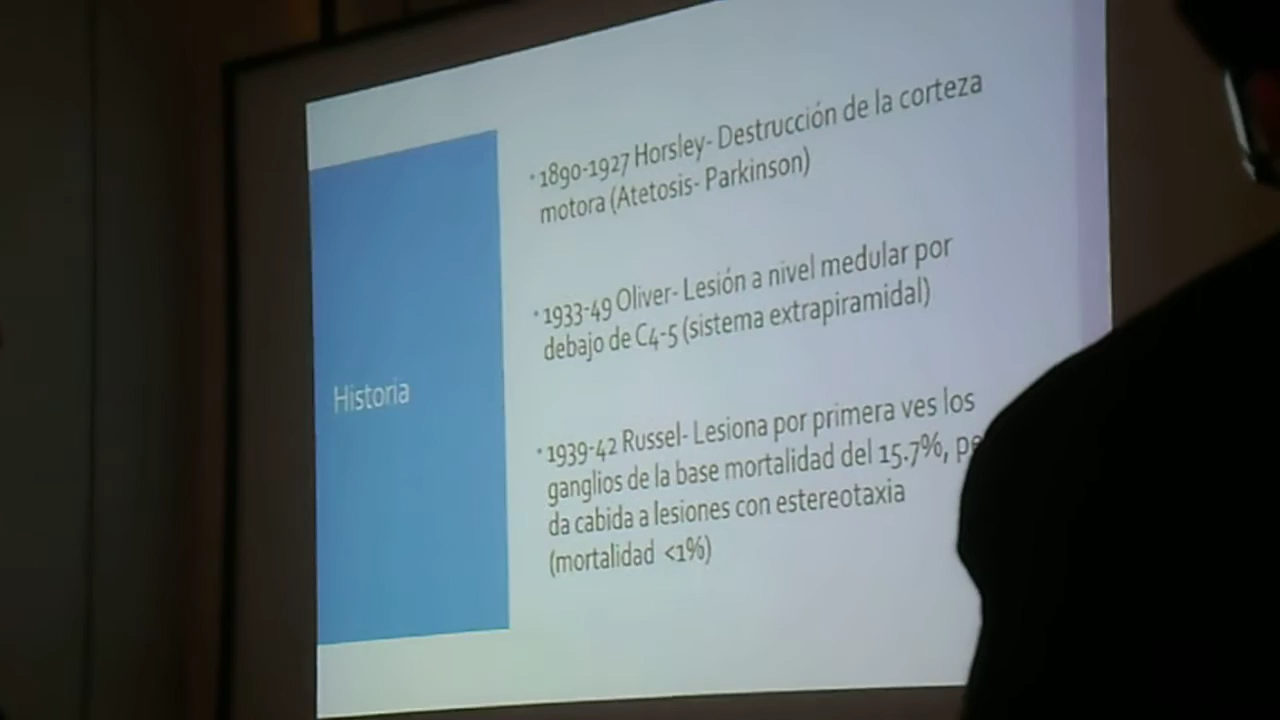 Historia
• 1890-1927 Horsley- Destrucción de la corteza
motora (Atetosis- Parkinson)
• 1933-49 Oliver- Lesión a nivel medular por
debajo de C4-5 (sistema extrapiramidal)
• 1939-42 Russel- Lesiona por primera ves los
ganglios de la base mortalidad del 15.7%,
da cabida a lesiones con estereotaxia
(mortalidad <1%)